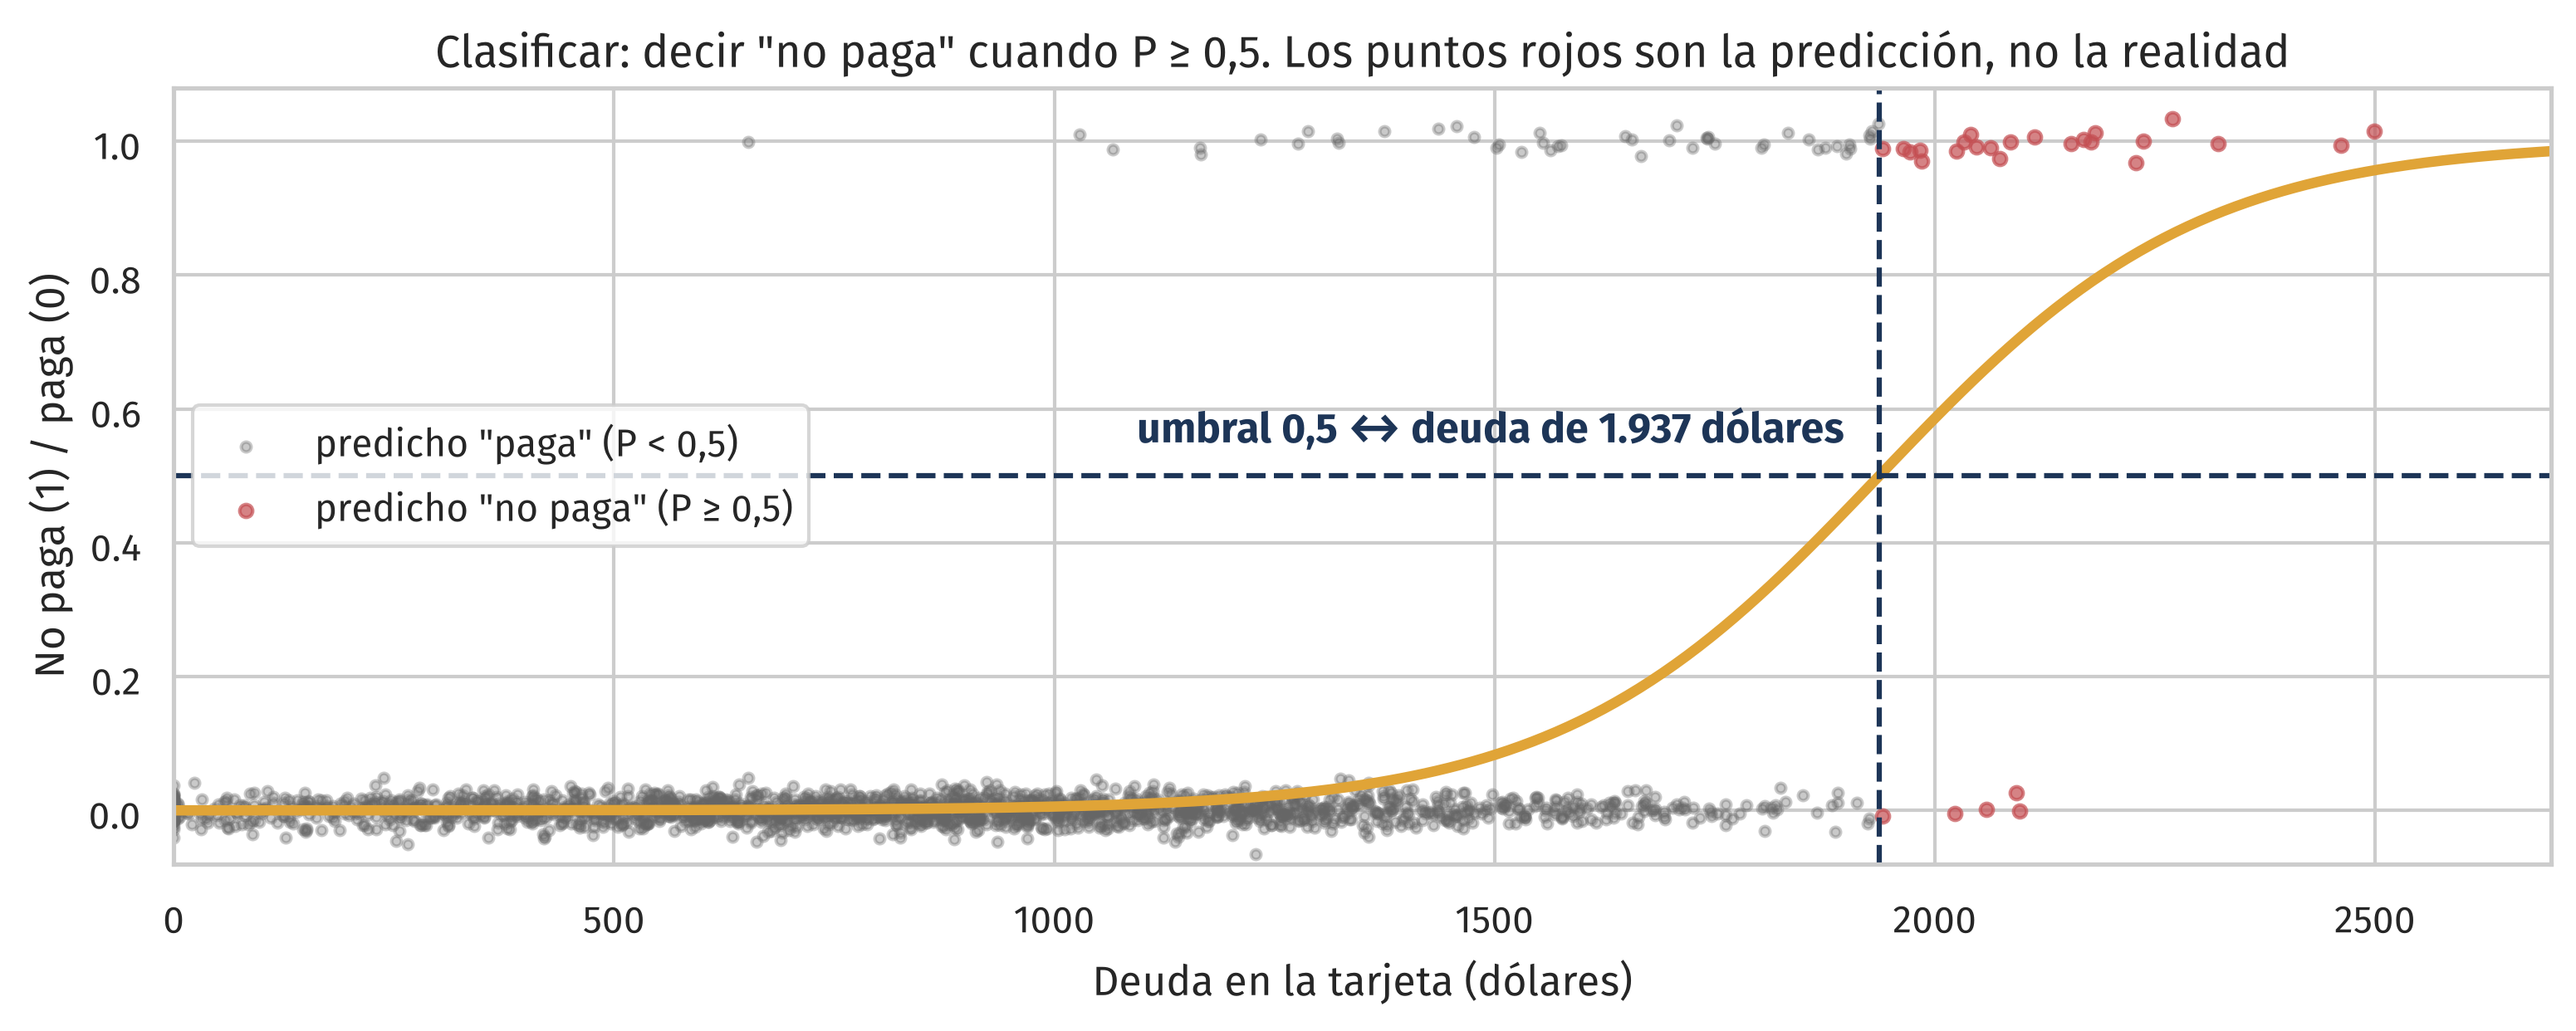 Clasificar: decir "no paga" cuando P ≥ 0,5. Los puntos rojos son la predicción, no la realidad
No paga (1) / paga (0)
1.0
0.8
0.6
0.4
0.2
0.0
umbral 0,5 ↔ deuda de 1.937 dólares
predicho "paga" (P < 0,5)
predicho "no paga" (P ≥ 0,5)
0 500 1000 1500 2000 2500
Deuda en la tarjeta (dólares)